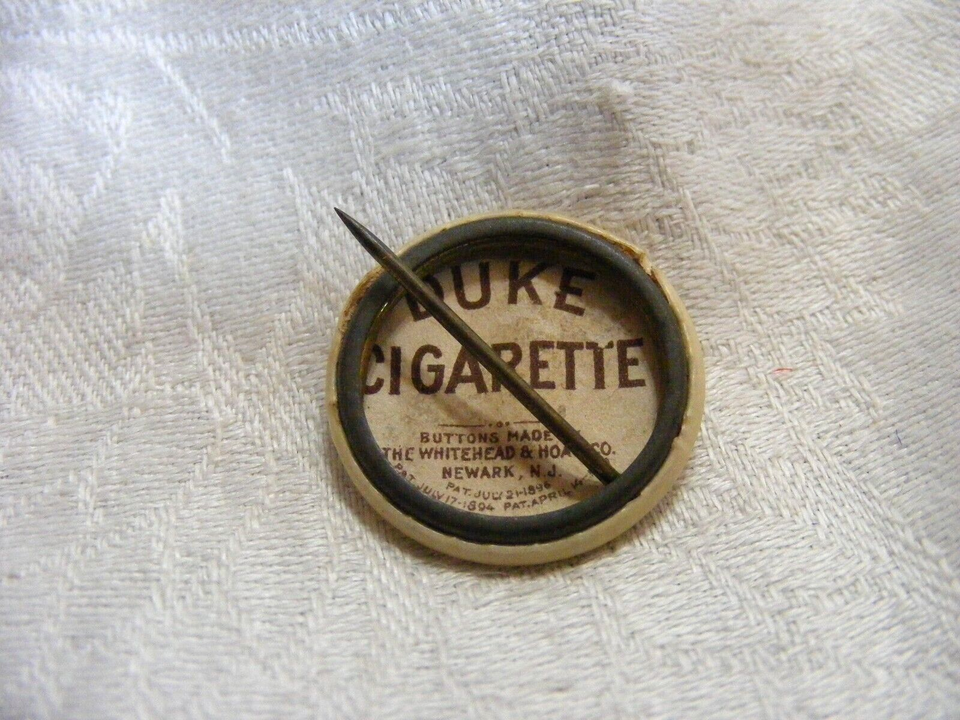 DUKE
CIGARETTE
BUTTONS MADE
THE WHITEHEAD & HOAG CO.
NEWARK, N.J.
PAT. JULY 21-1896
PAT. JULY 17-1894 PAT. APRIL 14-